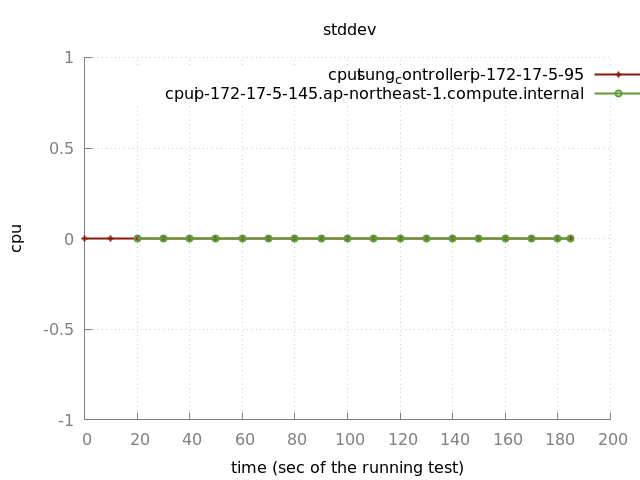 stddev
1
cpu tsung_controller ip-172-17-5-95
cpu ip-172-17-5-145.ap-northeast-1.compute.internal
0.5
cpu
0
-0.5
-1
0 20 40 60 80 100 120 140 160 180 200
time (sec of the running test)